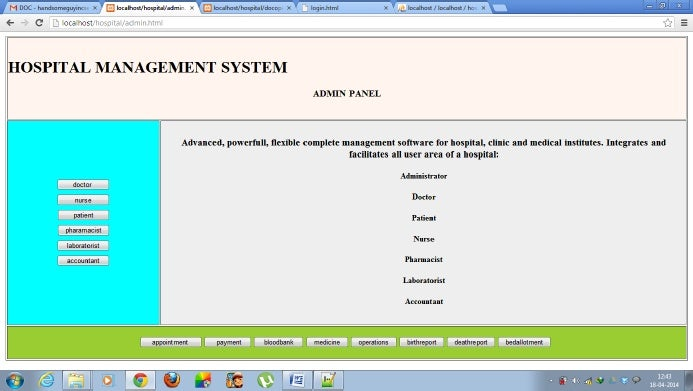 DOC - handsomeguyincs
localhost/hospital/admin.
localhost/hospital/docop
login.html
localhost / localhost / hos
localhost/hospital/admin.html
HOSPITAL MANAGEMENT SYSTEM
ADMIN PANEL
Advanced, powerfull, flexible complete management software for hospital, clinic and medical institutes. Integrates and
facilitates all user area of a hospital:
doctor
nurse
patient
pharamacist
laboratorist
accountant
Administrator
Doctor
Patient
Nurse
Pharmacist
Laboratorist
Accountant
appointment payment bloodbank medicine operations birthreport deathreport bedallotment
12:43
18-04-2014